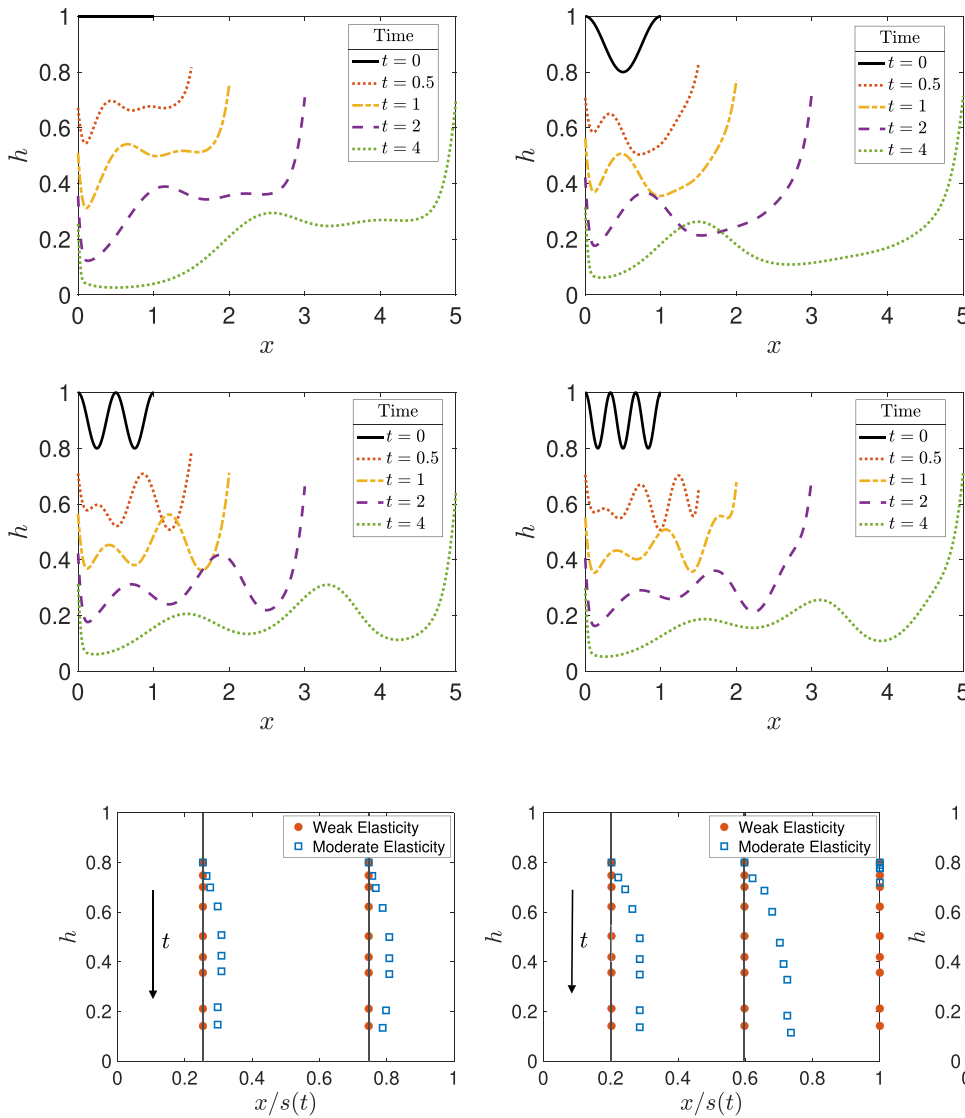 1
0.8
0.6
0.4
0.2
0
h
0 1 2 3 4 5
x
Time
t = 0
t = 0.5
t = 1
t = 2
t = 4
1
0.8
0.6
0.4
0.2
0
h
0 1 2 3 4 5
x
Time
t = 0
t = 0.5
t = 1
t = 2
t = 4
1
0.8
0.6
0.4
0.2
0
h
0 1 2 3 4 5
x
Time
t = 0
t = 0.5
t = 1
t = 2
t = 4
1
0.8
0.6
0.4
0.2
0
h
0 1 2 3 4 5
x
Time
t = 0
t = 0.5
t = 1
t = 2
t = 4
1
0.8
0.6
0.4
0.2
0
h
0 0.2 0.4 0.6 0.8 1
x/s(t)
Weak Elasticity
Moderate Elasticity
t
1
0.8
0.6
0.4
0.2
0
h
0 0.2 0.4 0.6 0.8 1
x/s(t)
Weak Elasticity
Moderate Elasticity
t
1
0.8
0.6
0.4
0.2
0
h